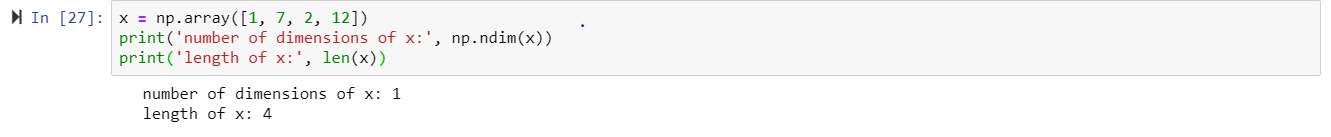 In [27]: x = np.array([1, 7, 2, 12])
print('number of dimensions of x:', np.ndim(x))
print('length of x:', len(x))
number of dimensions of x: 1
length of x: 4